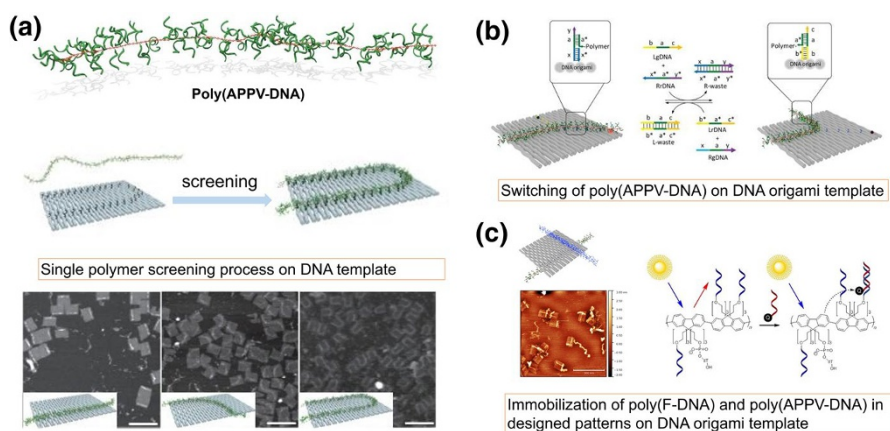 (a)
Poly(APPV-DNA)
screening
Single polymer screening process on DNA template
(b)
y
a a*
Polymer
x x*
DNA origami
b a c
LgDNA
+
x* a* y*
RrDNA
x a y
x* a* y*
R-waste
b a c
b* a* c*
L-waste
b* a* c*
LrDNA
+
x a y
RgDNA
c
a* a
Polymer
b* b
DNA origami
Switching of poly(APPV-DNA) on DNA origami template
(c)
Immobilization of poly(F-DNA) and poly(APPV-DNA) in
designed patterns on DNA origami template